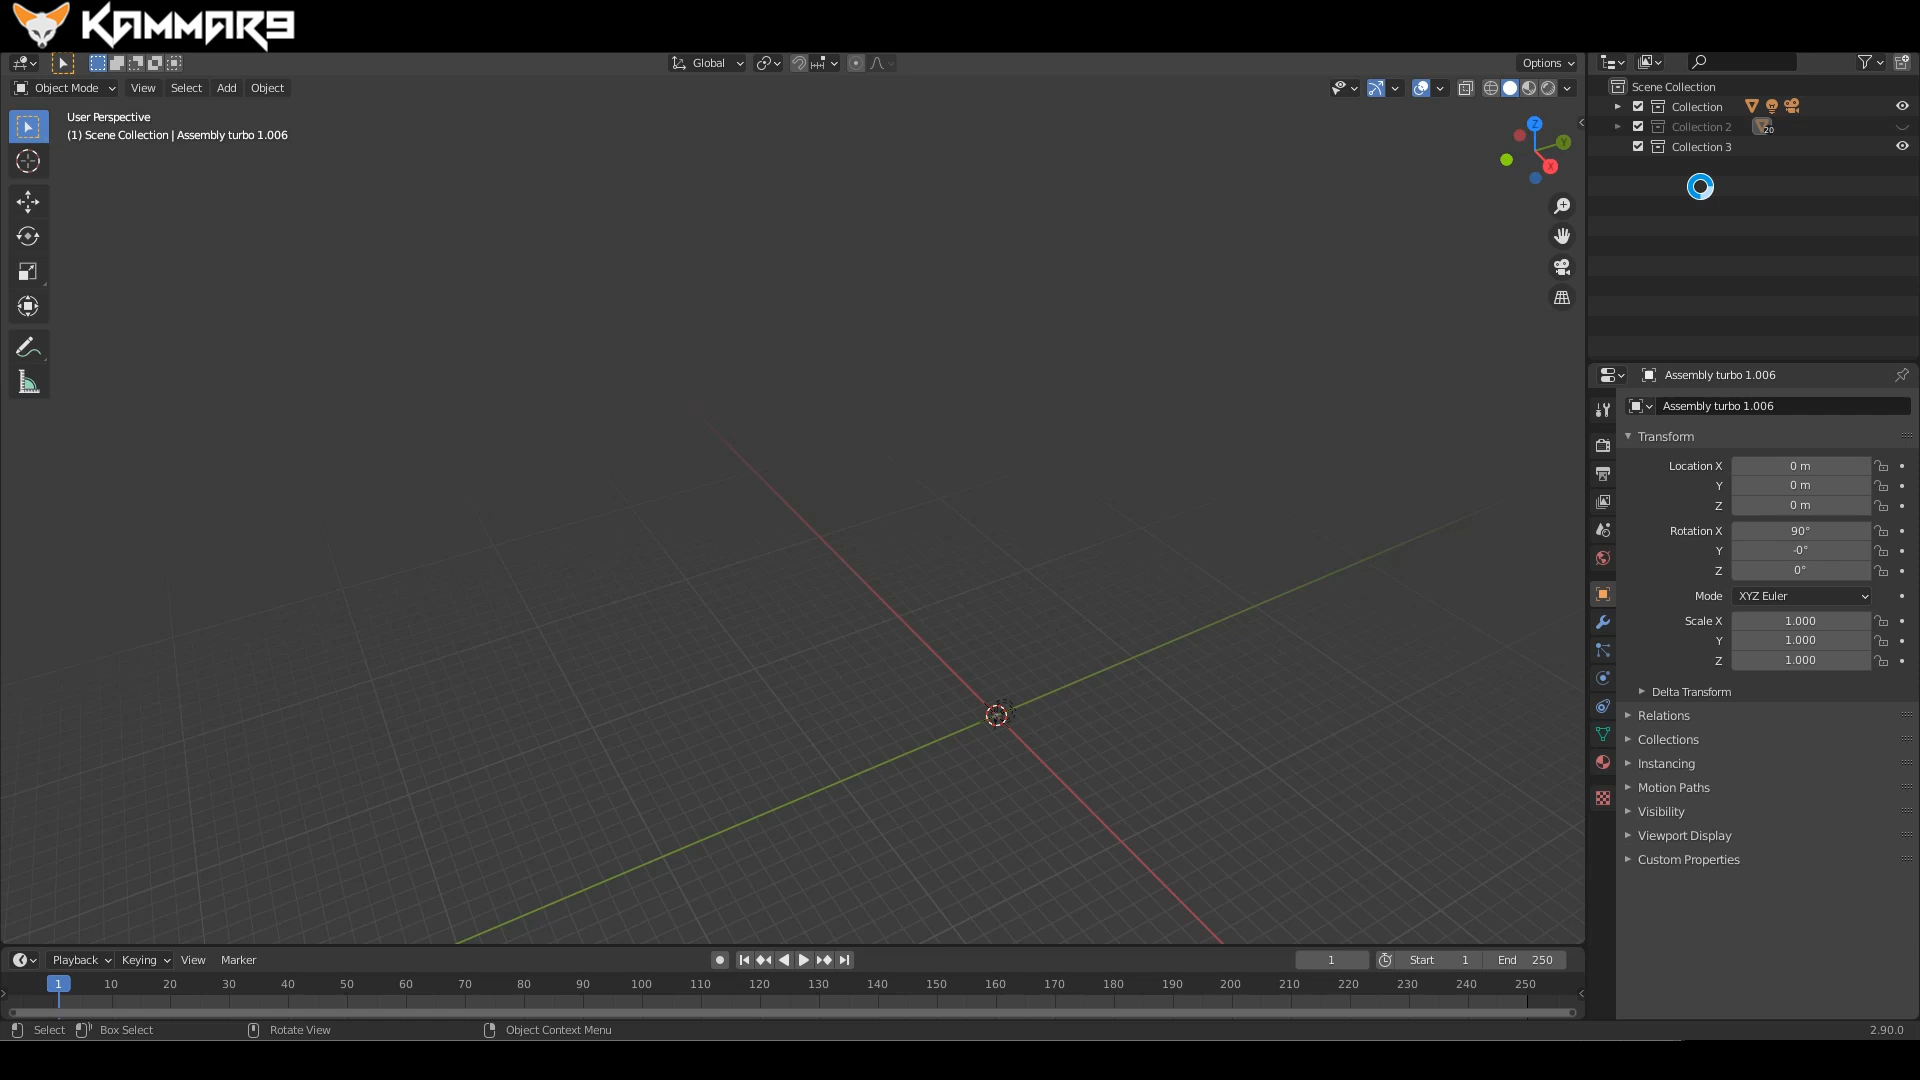 KAMMAR9
Global
Options
Object Mode
View
Select
Add
Object
User Perspective
(1) Scene Collection | Assembly turbo 1.006
Z
Y
X
Scene Collection
Collection
Collection 2
20
Collection 3
Assembly turbo 1.006
Assembly turbo 1.006
Transform
Location X
0 m
Y
0 m
Z
0 m
Rotation X
90°
Y
-0°
Z
0°
Mode
XYZ Euler
Scale X
1.000
Y
1.000
Z
1.000
Delta Transform
Relations
Collections
Instancing
Motion Paths
Visibility
Viewport Display
Custom Properties
Playback
Keying
View
Marker
1
Start 1
End 250
1 10 20 30 40 50 60 70 80 90 100 110 120 130 140 150 160 170 180 190 200 210 220 230 240 250
Select
Box Select
Rotate View
Object Context Menu
2.90.0